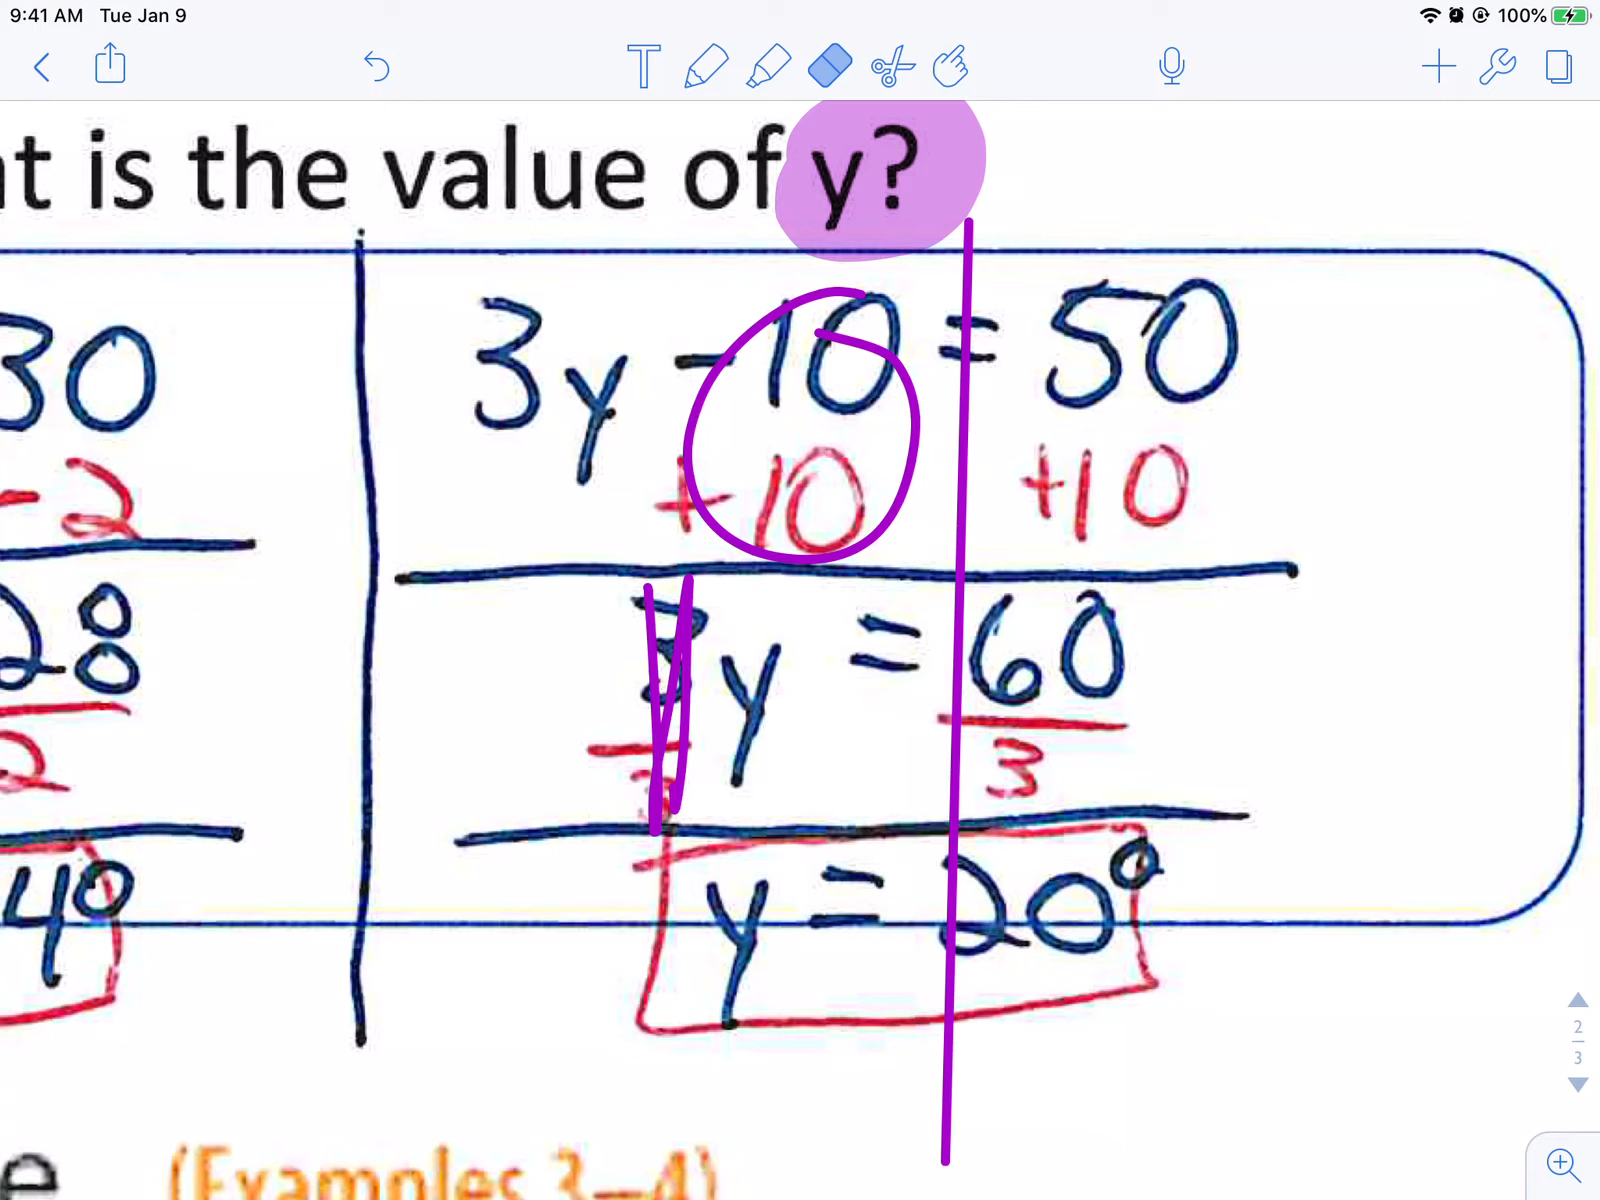 9:41 AM Tue Jan 9
100%
T
t is the value of y?
30
-2
28
2
4°
3y -10 = 50
+10 +10
3y = 60
3 3
y = 20°
2
3
e (Examples 3-4)